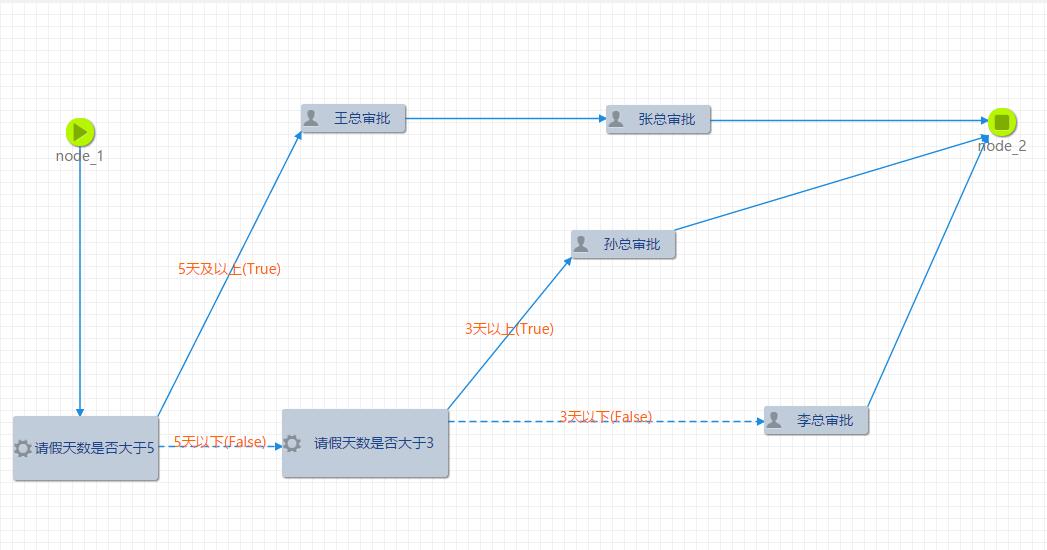 王总审批
张总审批
node_1
node_2
孙总审批
5天及以上(True)
3天以上(True)
3天以下(False)
李总审批
请假天数是否大于5
5天以下(False)
请假天数是否大于3